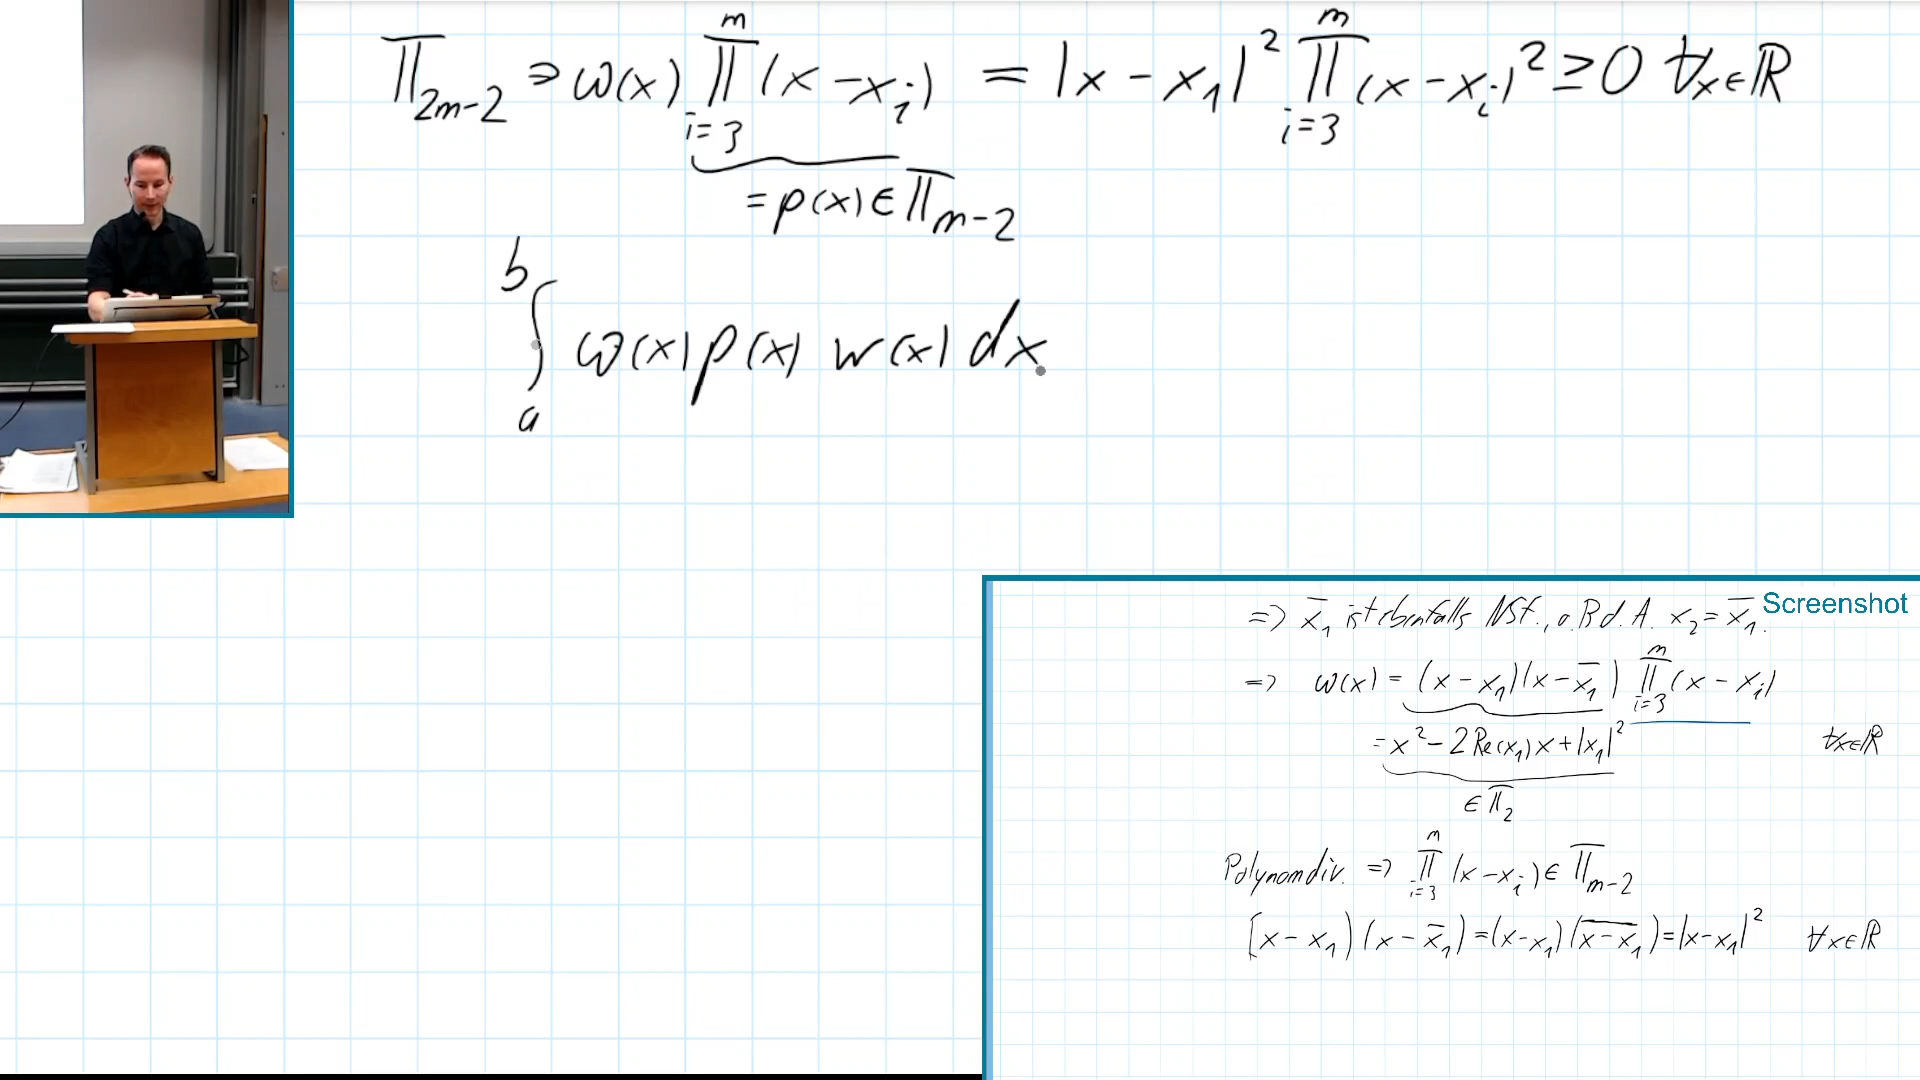 Π_{2m-2} ∋ ω(x) ∏_{i=3}^{m} (x - x_i) = |x - x_1|^2 ∏_{i=3}^{m} (x - x_i)^2 ≥ 0 ∀x∈ℝ
= p(x) ∈ Π_{m-2}
∫_a^b ω(x) p(x) w(x) dx
Screenshot
=> x̄_1 ist ebenfalls NSt., o.B.d.A. x_2 = x̄_1.
=> ω(x) = (x - x_1)(x - x̄_1) ∏_{i=3}^{m} (x - x_i)
= x^2 - 2Re(x_1)x + |x_1|^2 ∀x∈ℝ
∈ Π_2
Polynomdiv. => ∏_{i=3}^{m} (x - x_i) ∈ Π_{m-2}
(x - x_1)(x - x̄_1) = (x - x_1)(\overline{x - x_1}) = |x - x_1|^2 ∀x∈ℝ